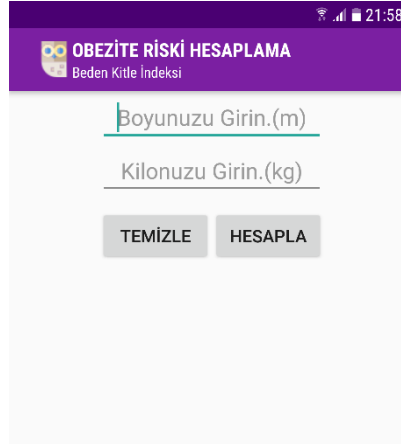 21:58
OBEZİTE RİSKİ HESAPLAMA
Beden Kitle İndeksi
Boyunuzu Girin.(m)
Kilonuzu Girin.(kg)
TEMİZLE HESAPLA